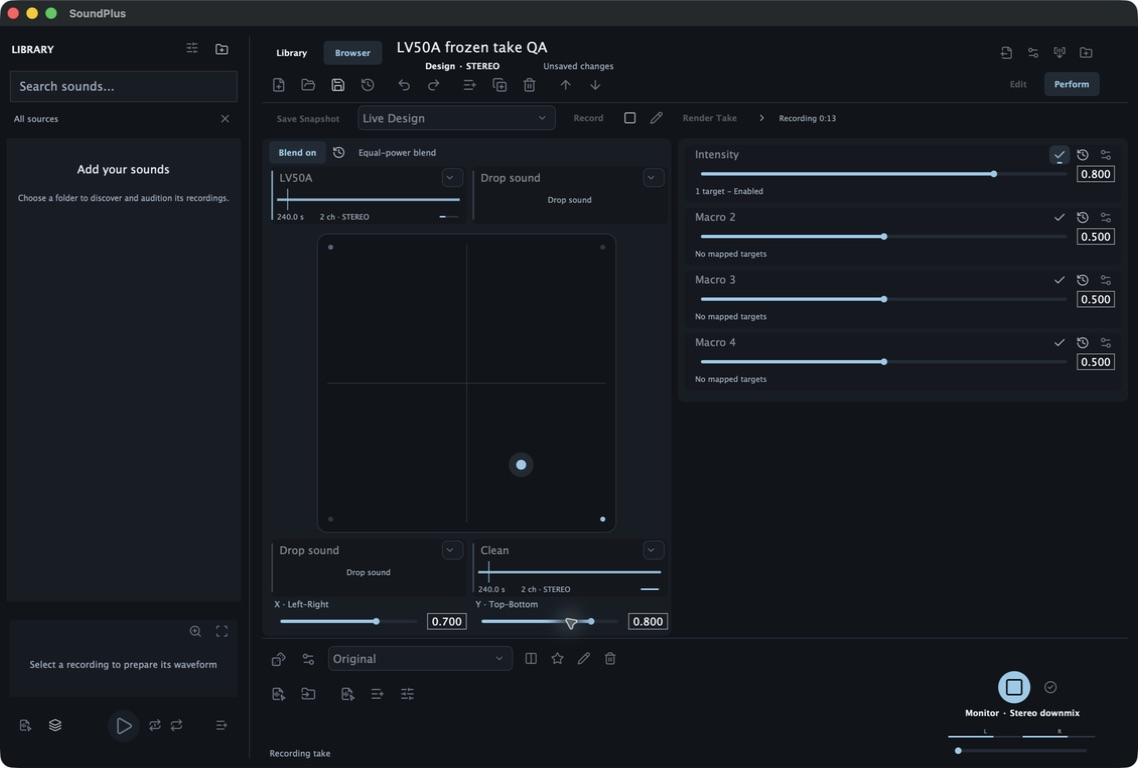 SoundPlus
LIBRARY
Search sounds...
All sources
Add your sounds
Choose a folder to discover and audition its recordings.
Select a recording to prepare its waveform
Library
Browser
LV50A frozen take QA
Design · STEREO
Unsaved changes
Edit
Perform
Save Snapshot
Live Design
Record
Render Take
Recording 0:13
Blend on
Equal-power blend
LV50A
240.0 s
2 ch · STEREO
Drop sound
Drop sound
Drop sound
Drop sound
Clean
240.0 s
2 ch · STEREO
X · Left-Right
0.700
Y · Top-Bottom
0.800
Intensity
0.800
1 target – Enabled
Macro 2
0.500
No mapped targets
Macro 3
0.500
No mapped targets
Macro 4
0.500
No mapped targets
Original
Recording take
Monitor · Stereo downmix
L
R